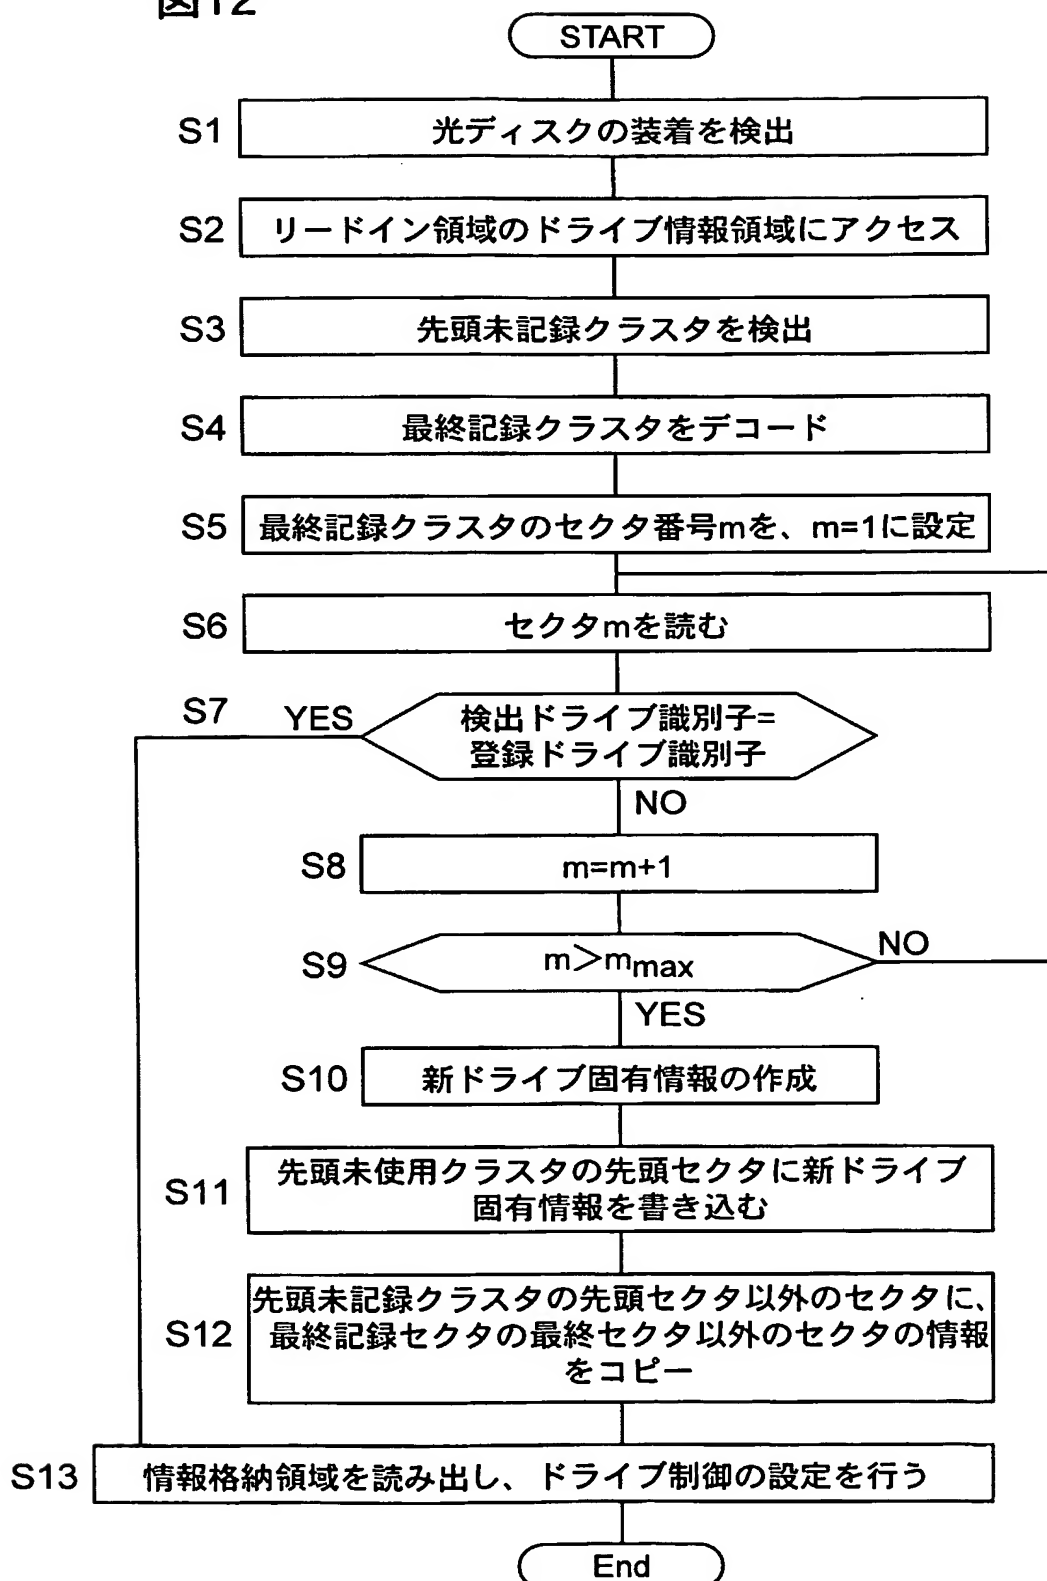 図12
START
S1
光ディスクの装着を検出
S2
リードイン領域のドライブ情報領域にアクセス
S3
先頭未記録クラスタを検出
S4
最終記録クラスタをデコード
S5
最終記録クラスタのセクタ番号mを、m=1に設定
S6
セクタmを読む
S7
YES
検出ドライブ識別子=
登録ドライブ識別子
NO
S8
m=m+1
S9
m>mmax
NO
YES
S10
新ドライブ固有情報の作成
S11
先頭未使用クラスタの先頭セクタに新ドライブ
固有情報を書き込む
S12
先頭未記録クラスタの先頭セクタ以外のセクタに、
最終記録セクタの最終セクタ以外のセクタの情報
をコピー
S13
情報格納領域を読み出し、ドライブ制御の設定を行う
End